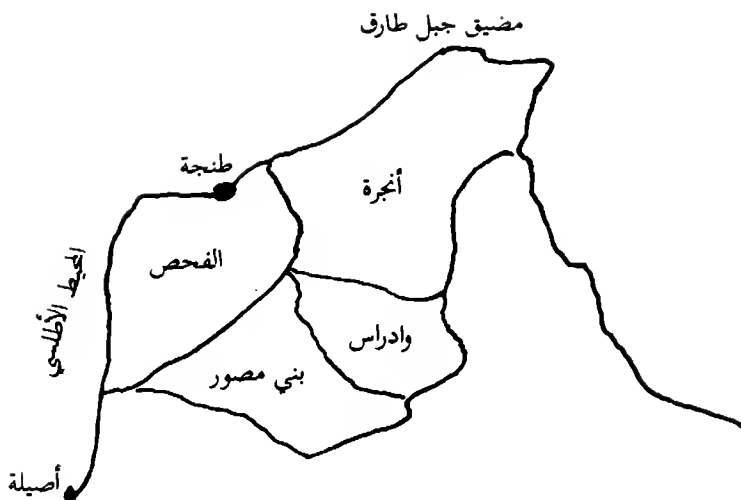 مضيق جبل طارق
طنجة
أنجرة
الفحص
المحيط الأطلسي
وادراس
بني مصور
أصيلة